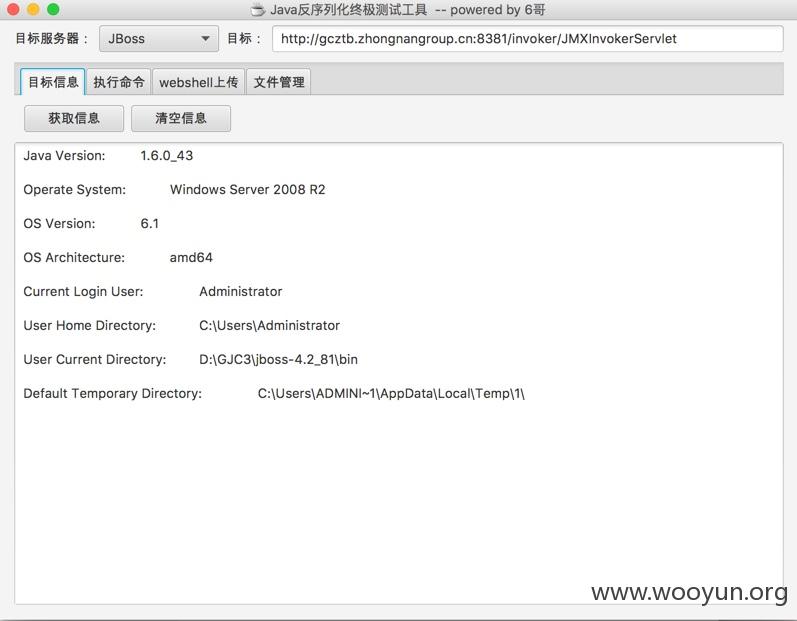 Java反序列化终极测试工具 -- powered by 6哥
目标服务器： JBoss 目标： http://gcztb.zhongnangroup.cn:8381/invoker/JMXInvokerServlet
目标信息 执行命令 webshell上传 文件管理
获取信息 清空信息
Java Version: 1.6.0_43
Operate System: Windows Server 2008 R2
OS Version: 6.1
OS Architecture: amd64
Current Login User: Administrator
User Home Directory: C:\Users\Administrator
User Current Directory: D:\GJC3\jboss-4.2_81\bin
Default Temporary Directory: C:\Users\ADMINI~1\AppData\Local\Temp\1\
www.wooyun.org